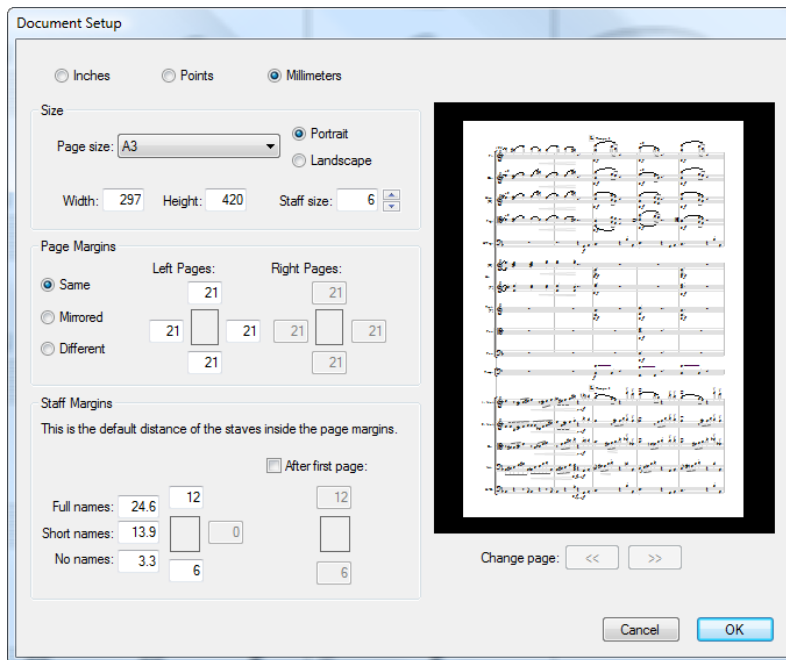 Document Setup
Inches Points Millimeters
Size
Page size: A3
Portrait
Landscape
Width: 297 Height: 420 Staff size: 6
Page Margins
Left Pages: Right Pages:
Same
21 21
Mirrored
21 21 21 21
Different
21 21
Staff Margins
This is the default distance of the staves inside the page margins.
After first page:
Full names: 24.6 12 12
Short names: 13.9 0
No names: 3.3 6 6
Change page: << >>
Cancel OK